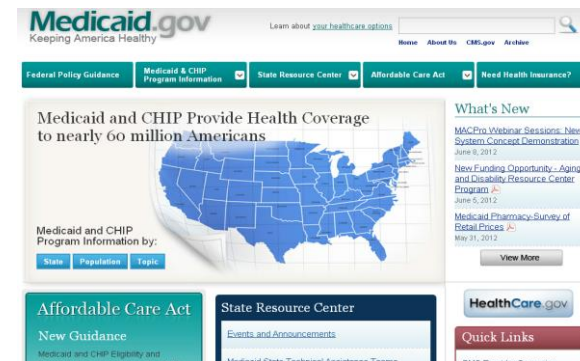 Medicaid.gov
Keeping America Healthy
Learn about your healthcare options
Home About Us CMS.gov Archive
Federal Policy Guidance
Medicaid & CHIP
Program Information
State Resource Center
Affordable Care Act
Need Health Insurance?
Medicaid and CHIP Provide Health Coverage
to nearly 60 million Americans
Medicaid and CHIP
Program Information by:
State Population Topic
What's New
MACPro Webinar Sessions: New
System Concept Demonstration
June 8, 2012
New Funding Opportunity - Aging
and Disability Resource Center
Program
June 5, 2012
Medicaid Pharmacy-Survey of
Retail Prices
May 31, 2012
View More
HealthCare.gov
Affordable Care Act
New Guidance
Medicaid and CHIP Eligibility and
State Resource Center
Events and Announcements
Medicaid State Technical Assistance Teams
Quick Links